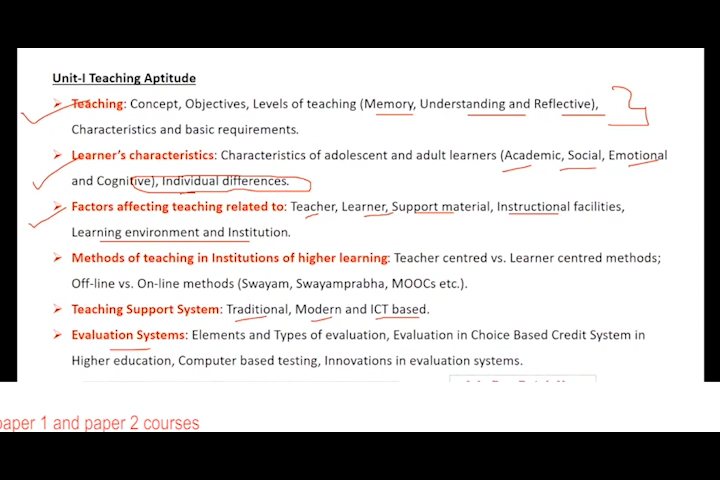 Unit-I Teaching Aptitude
Teaching: Concept, Objectives, Levels of teaching (Memory, Understanding and Reflective),
Characteristics and basic requirements.
Learner's characteristics: Characteristics of adolescent and adult learners (Academic, Social, Emotional
and Cognitive), Individual differences.
Factors affecting teaching related to: Teacher, Learner, Support material, Instructional facilities,
Learning environment and Institution.
Methods of teaching in Institutions of higher learning: Teacher centred vs. Learner centred methods;
Off-line vs. On-line methods (Swayam, Swayamprabha, MOOCs etc.).
Teaching Support System: Traditional, Modern and ICT based.
Evaluation Systems: Elements and Types of evaluation, Evaluation in Choice Based Credit System in
Higher education, Computer based testing, Innovations in evaluation systems.
paper 1 and paper 2 courses